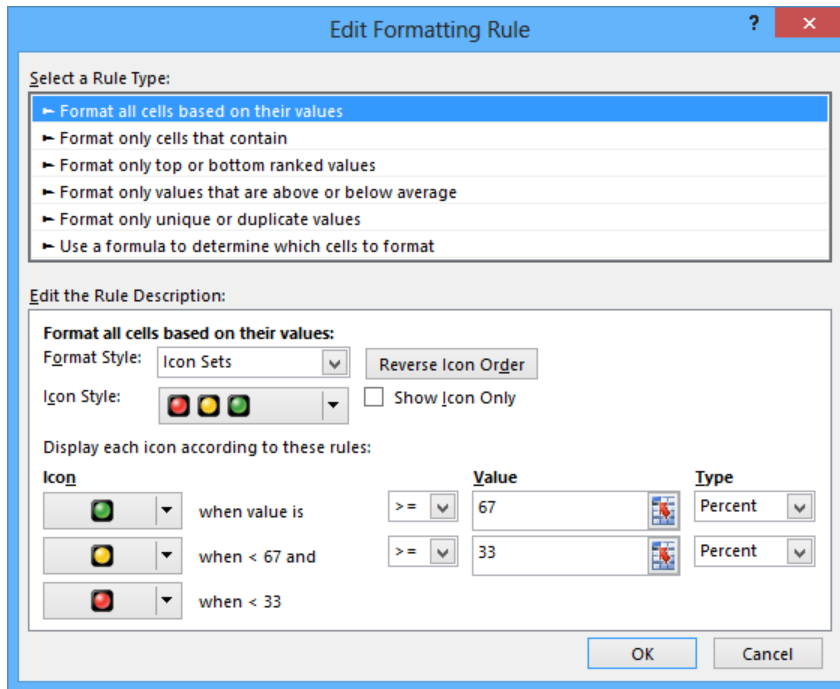 Edit Formatting Rule
?
×
Select a Rule Type:
► Format all cells based on their values
► Format only cells that contain
► Format only top or bottom ranked values
► Format only values that are above or below average
► Format only unique or duplicate values
► Use a formula to determine which cells to format
Edit the Rule Description:
Format all cells based on their values:
Format Style: Icon Sets Reverse Icon Order
Icon Style: Show Icon Only
Display each icon according to these rules:
Icon Value Type
when value is >= 67 Percent
when < 67 and >= 33 Percent
when < 33
OK Cancel